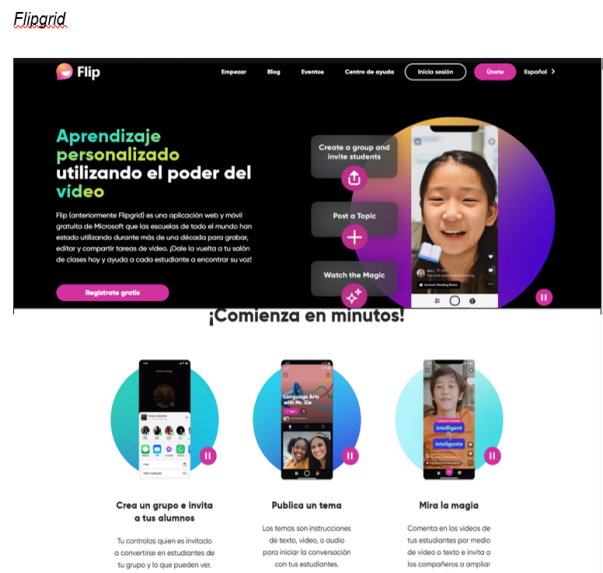 Flipgrid
Flip
Empezar Blog Eventos Centro de ayuda Inicia sesión Únete Español
Aprendizaje
personalizado
utilizando el poder del
vídeo
Flip (anteriormente Flipgrid) es una aplicación web y móvil
gratuita de Microsoft que las escuelas de todo el mundo han
estado utilizando durante más de una década para grabar,
editar y compartir tareas de vídeo. ¡Dale la vuelta a tu salón
de clases hoy y ayuda a cada estudiante a encontrar su voz!
Regístrate gratis
Create a group and
invite students
Post a Topic
Watch the Magic
¡Comienza en minutos!
Language Arts
with Mr. Xie
intelligent
inteligente
Crea un grupo e invita
a tus alumnos
Tu controlas quien es invitado
a convertirse en estudiantes de
tu grupo y lo que pueden ver.
Publica un tema
Los temas son instrucciones
de texto, vídeo, o audio
para iniciar la conversación
con tus estudiantes.
Mira la magia
Comenta en los videos de
tus estudiantes por medio
de video o texto e invita a
los compañeros a ampliar